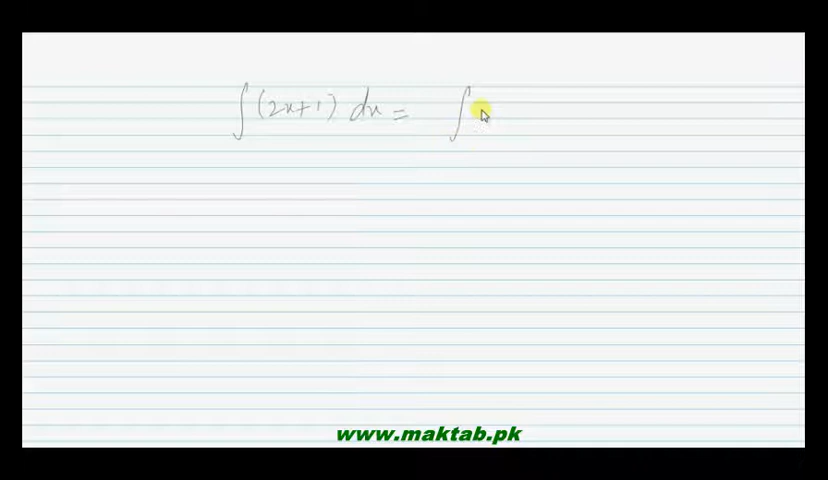 ∫(2x+1) dx = ∫
www.maktab.pk